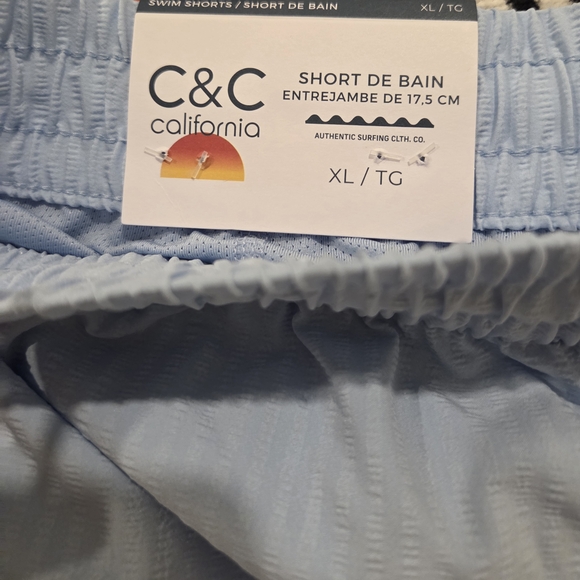 SWIM SHORTS / SHORT DE BAIN XL / TG
C&C
california
SHORT DE BAIN
ENTREJAMBE DE 17,5 CM
AUTHENTIC SURFING CLTH. CO.
XL / TG